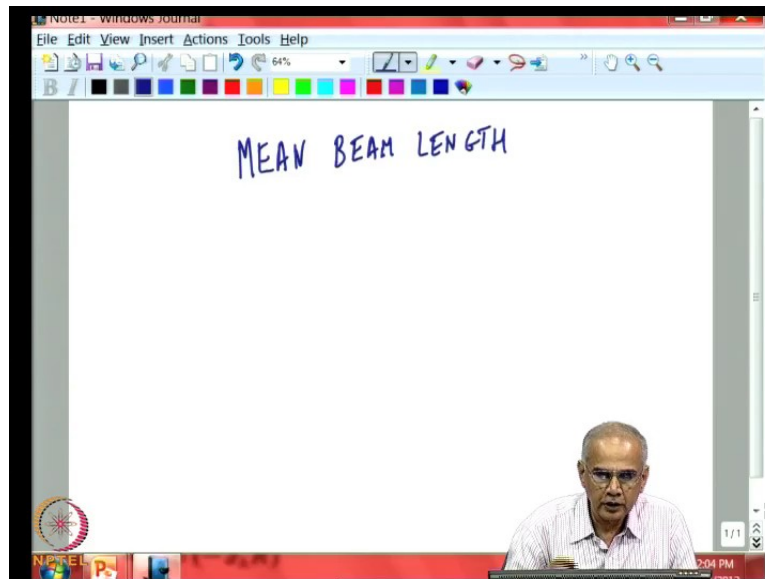 Note1 - Windows Journal
File Edit View Insert Actions Tools Help
64%
B I
MEAN BEAM LENGTH
1/1
NPTEL
2:04 PM